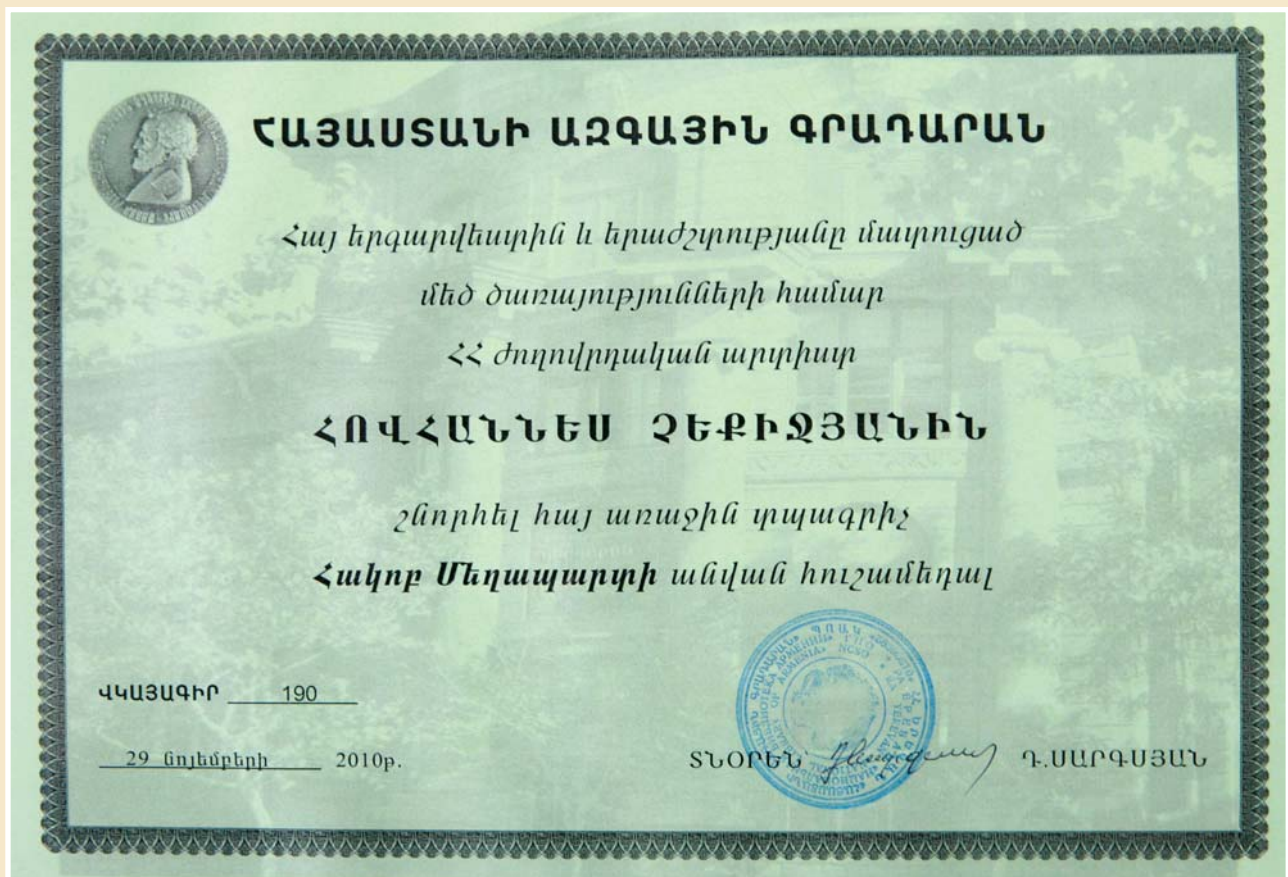 ՀԱՅԱՍՏԱՆԻ ԱԶԳԱՅԻՆ ԳՐԱԴԱՐԱՆ
Հայ երգարվեստին և երաժշտությանը մատուցած
մեծ ծառայությունների համար
ՀՀ ժողովրդական արտիստ
ՀՈՎՀԱՆՆԵՍ ՉԵՔԻՋՅԱՆԻՆ
շնորհել հայ առաջին տպագրիչ
Հակոբ Մեղապարտի անվան հուշամեդալ
ՎԿԱՅԱԳԻՐ 190
29 նոյեմբերի 2010թ.
ՏՆՕՐԵՆ՝ Դ.ՍԱՐԳՍՅԱՆ